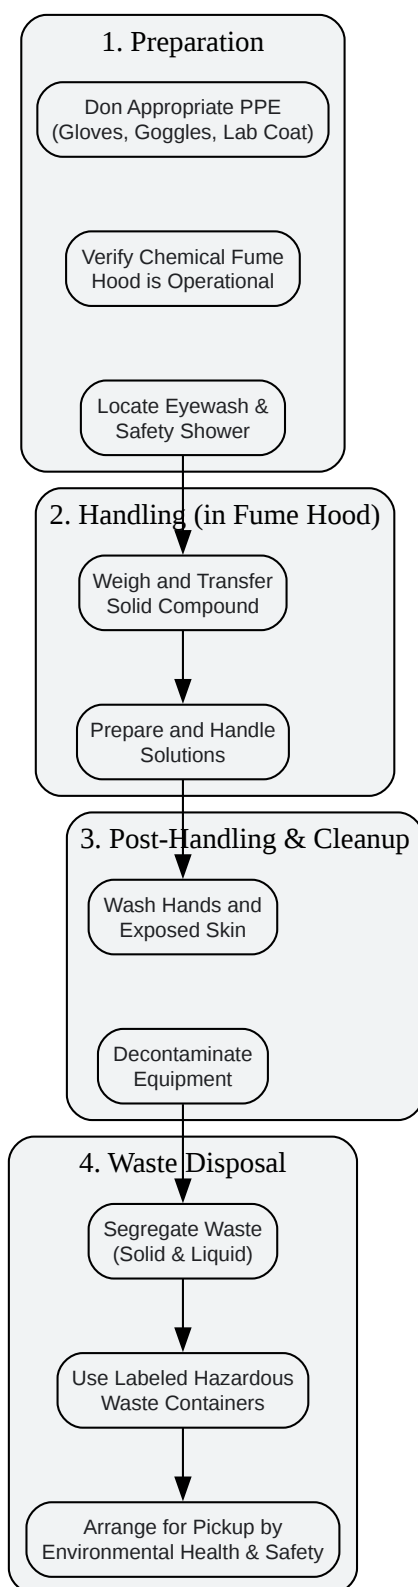 1. Preparation
Don Appropriate PPE
(Gloves, Goggles, Lab Coat)
Verify Chemical Fume
Hood is Operational
Locate Eyewash &
Safety Shower
2. Handling (in Fume Hood)
Weigh and Transfer
Solid Compound
Prepare and Handle
Solutions
3. Post-Handling & Cleanup
Wash Hands and
Exposed Skin
Decontaminate
Equipment
4. Waste Disposal
Segregate Waste
(Solid & Liquid)
Use Labeled Hazardous
Waste Containers
Arrange for Pickup by
Environmental Health & Safety